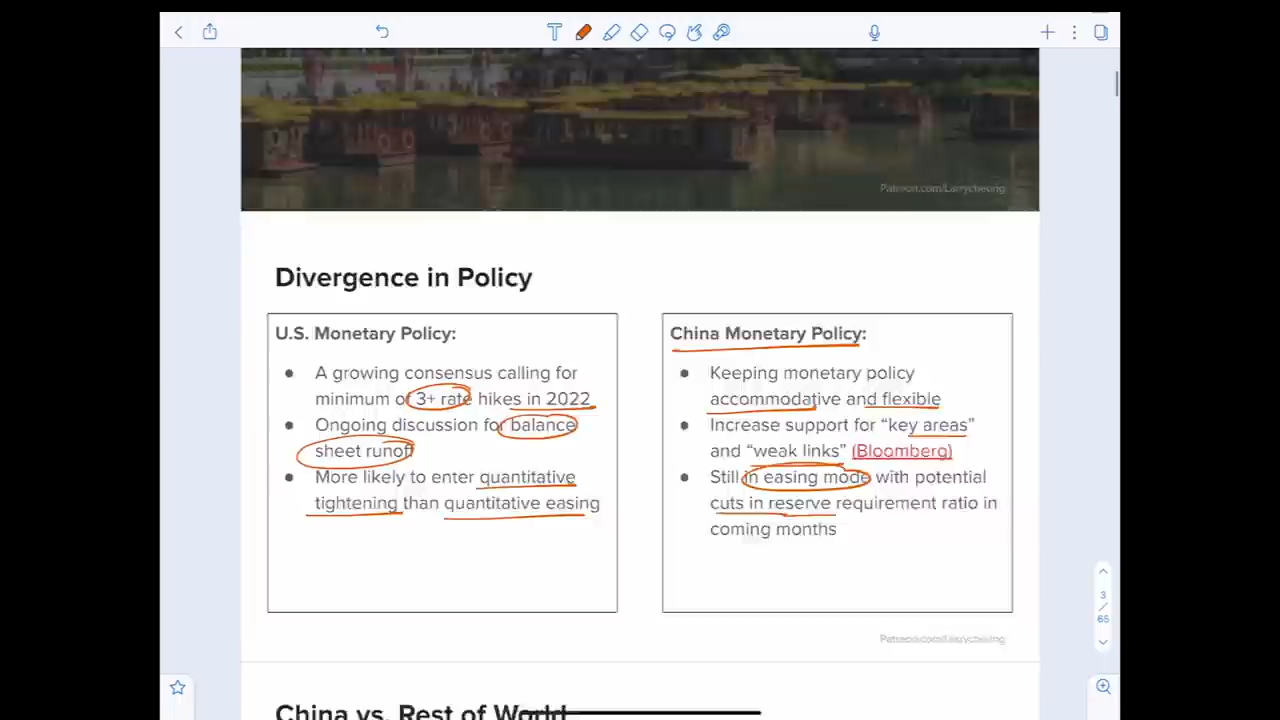 Patreon.com/Larrycheung
Divergence in Policy
U.S. Monetary Policy:
A growing consensus calling for
minimum of 3+ rate hikes in 2022
Ongoing discussion for balance
sheet runoff
More likely to enter quantitative
tightening than quantitative easing
China Monetary Policy:
Keeping monetary policy
accommodative and flexible
Increase support for “key areas”
and “weak links” (Bloomberg)
Still in easing mode with potential
cuts in reserve requirement ratio in
coming months
3
/
65
Patreon.com/Larrycheung
China vs. Rest of World